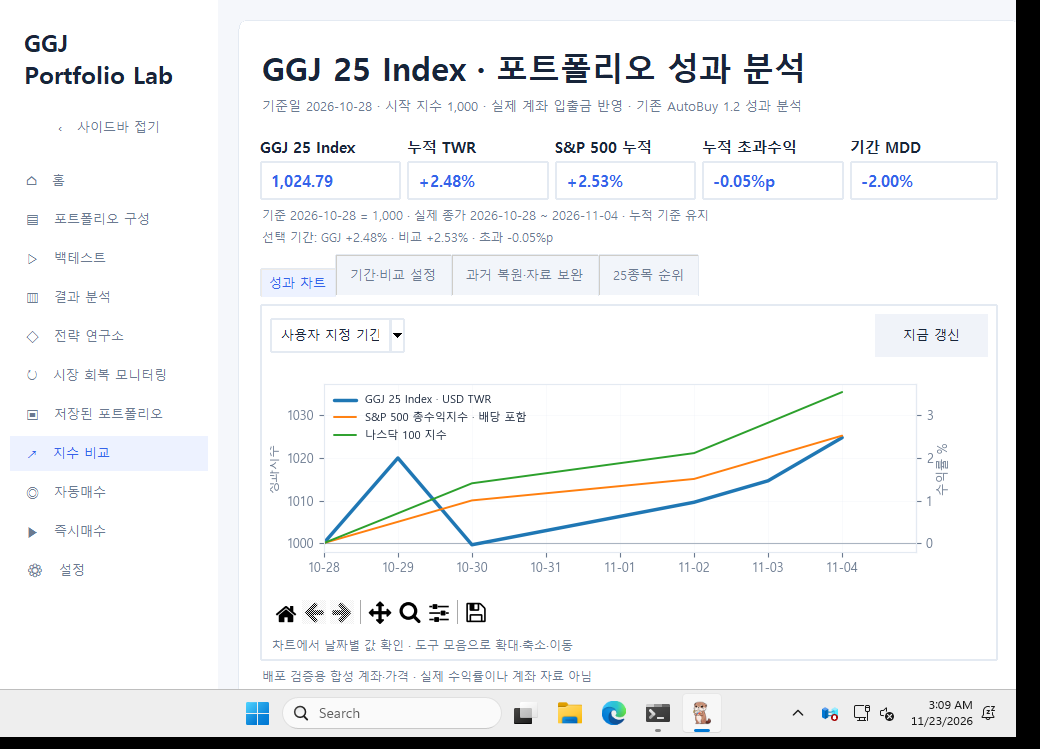 GGJ
Portfolio Lab
‹ 사이드바 접기
홈
포트폴리오 구성
백테스트
결과 분석
전략 연구소
시장 회복 모니터링
저장된 포트폴리오
지수 비교
자동매수
즉시매수
설정
GGJ 25 Index · 포트폴리오 성과 분석
기준일 2026-10-28 · 시작 지수 1,000 · 실제 계좌 입출금 반영 · 기존 AutoBuy 1.2 성과 분석
GGJ 25 Index 누적 TWR S&P 500 누적 누적 초과수익 기간 MDD
1,024.79 +2.48% +2.53% -0.05%p -2.00%
기준 2026-10-28 = 1,000 · 실제 종가 2026-10-28 ~ 2026-11-04 · 누적 기준 유지
선택 기간: GGJ +2.48% · 비교 +2.53% · 초과 -0.05%p
성과 차트 기간·비교 설정 과거 복원·자료 보완 25종목 순위
사용자 지정 기간 지금 갱신
GGJ 25 Index · USD TWR
S&P 500 총수익지수 · 배당 포함
나스닥 100 지수
1030
1020
1010
1000
성과지수
3
2
1
0
수익률 %
10-28 10-29 10-30 10-31 11-01 11-02 11-03 11-04
차트에서 날짜별 값 확인 · 도구 모음으로 확대·축소·이동
배포 검증용 합성 계좌·가격 · 실제 수익률이나 계좌 자료 아님
Search
3:09 AM
11/23/2026